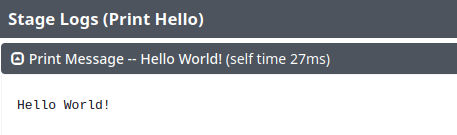 Stage Logs (Print Hello)
Print Message -- Hello World! (self time 27ms)
Hello World!